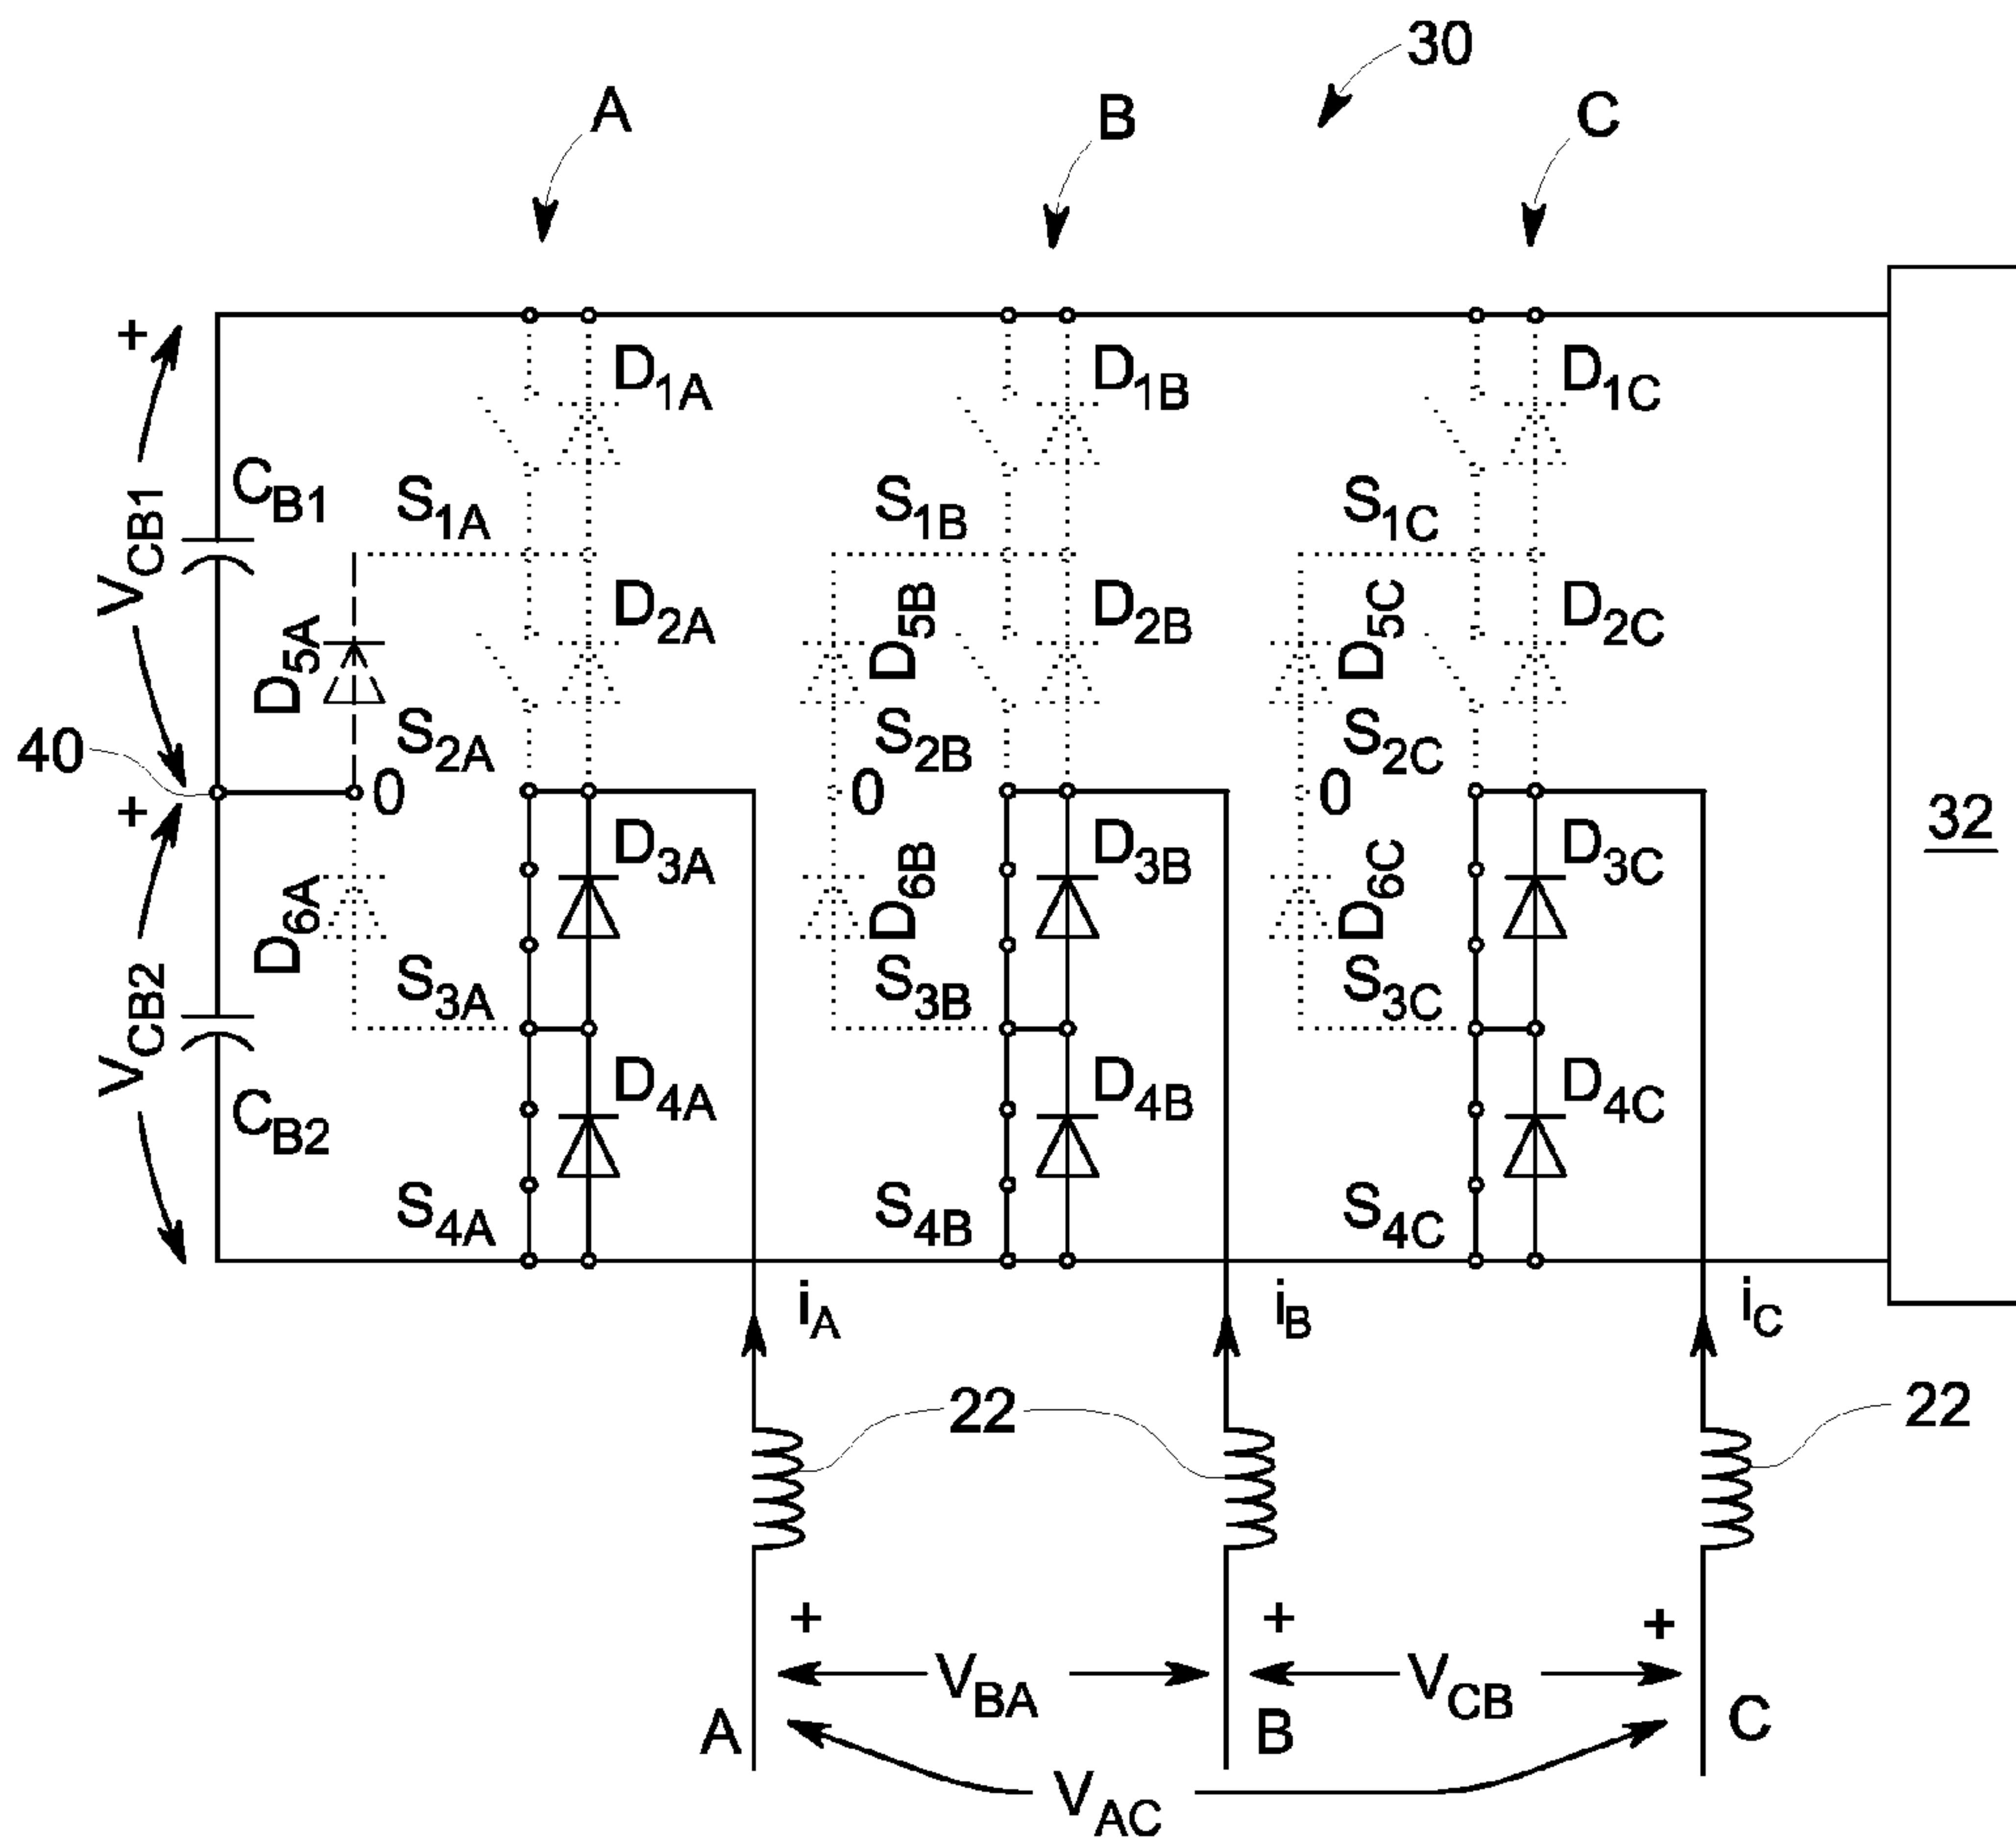 30
A
B
C
+
D1A
D1B
D1C
CB1
S1A
S1B
S1C
VCB1
D5A
D2A
D5B
D2B
D5C
D2C
S2A
S2B
S2C
40
0
0
0
+
32
D3A
D3B
D3C
D6A
D6B
D6C
S3A
S3B
S3C
VCB2
CB2
D4A
D4B
D4C
S4A
S4B
S4C
iA
iB
iC
22
22
+
+
+
VBA
VCB
A
B
C
VAC